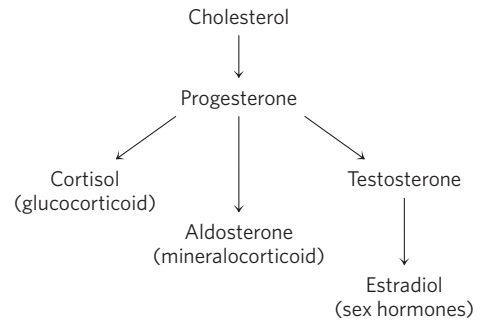 Cholesterol
Progesterone
Cortisol
(glucocorticoid)
Aldosterone
(mineralocorticoid)
Testosterone
Estradiol
(sex hormones)